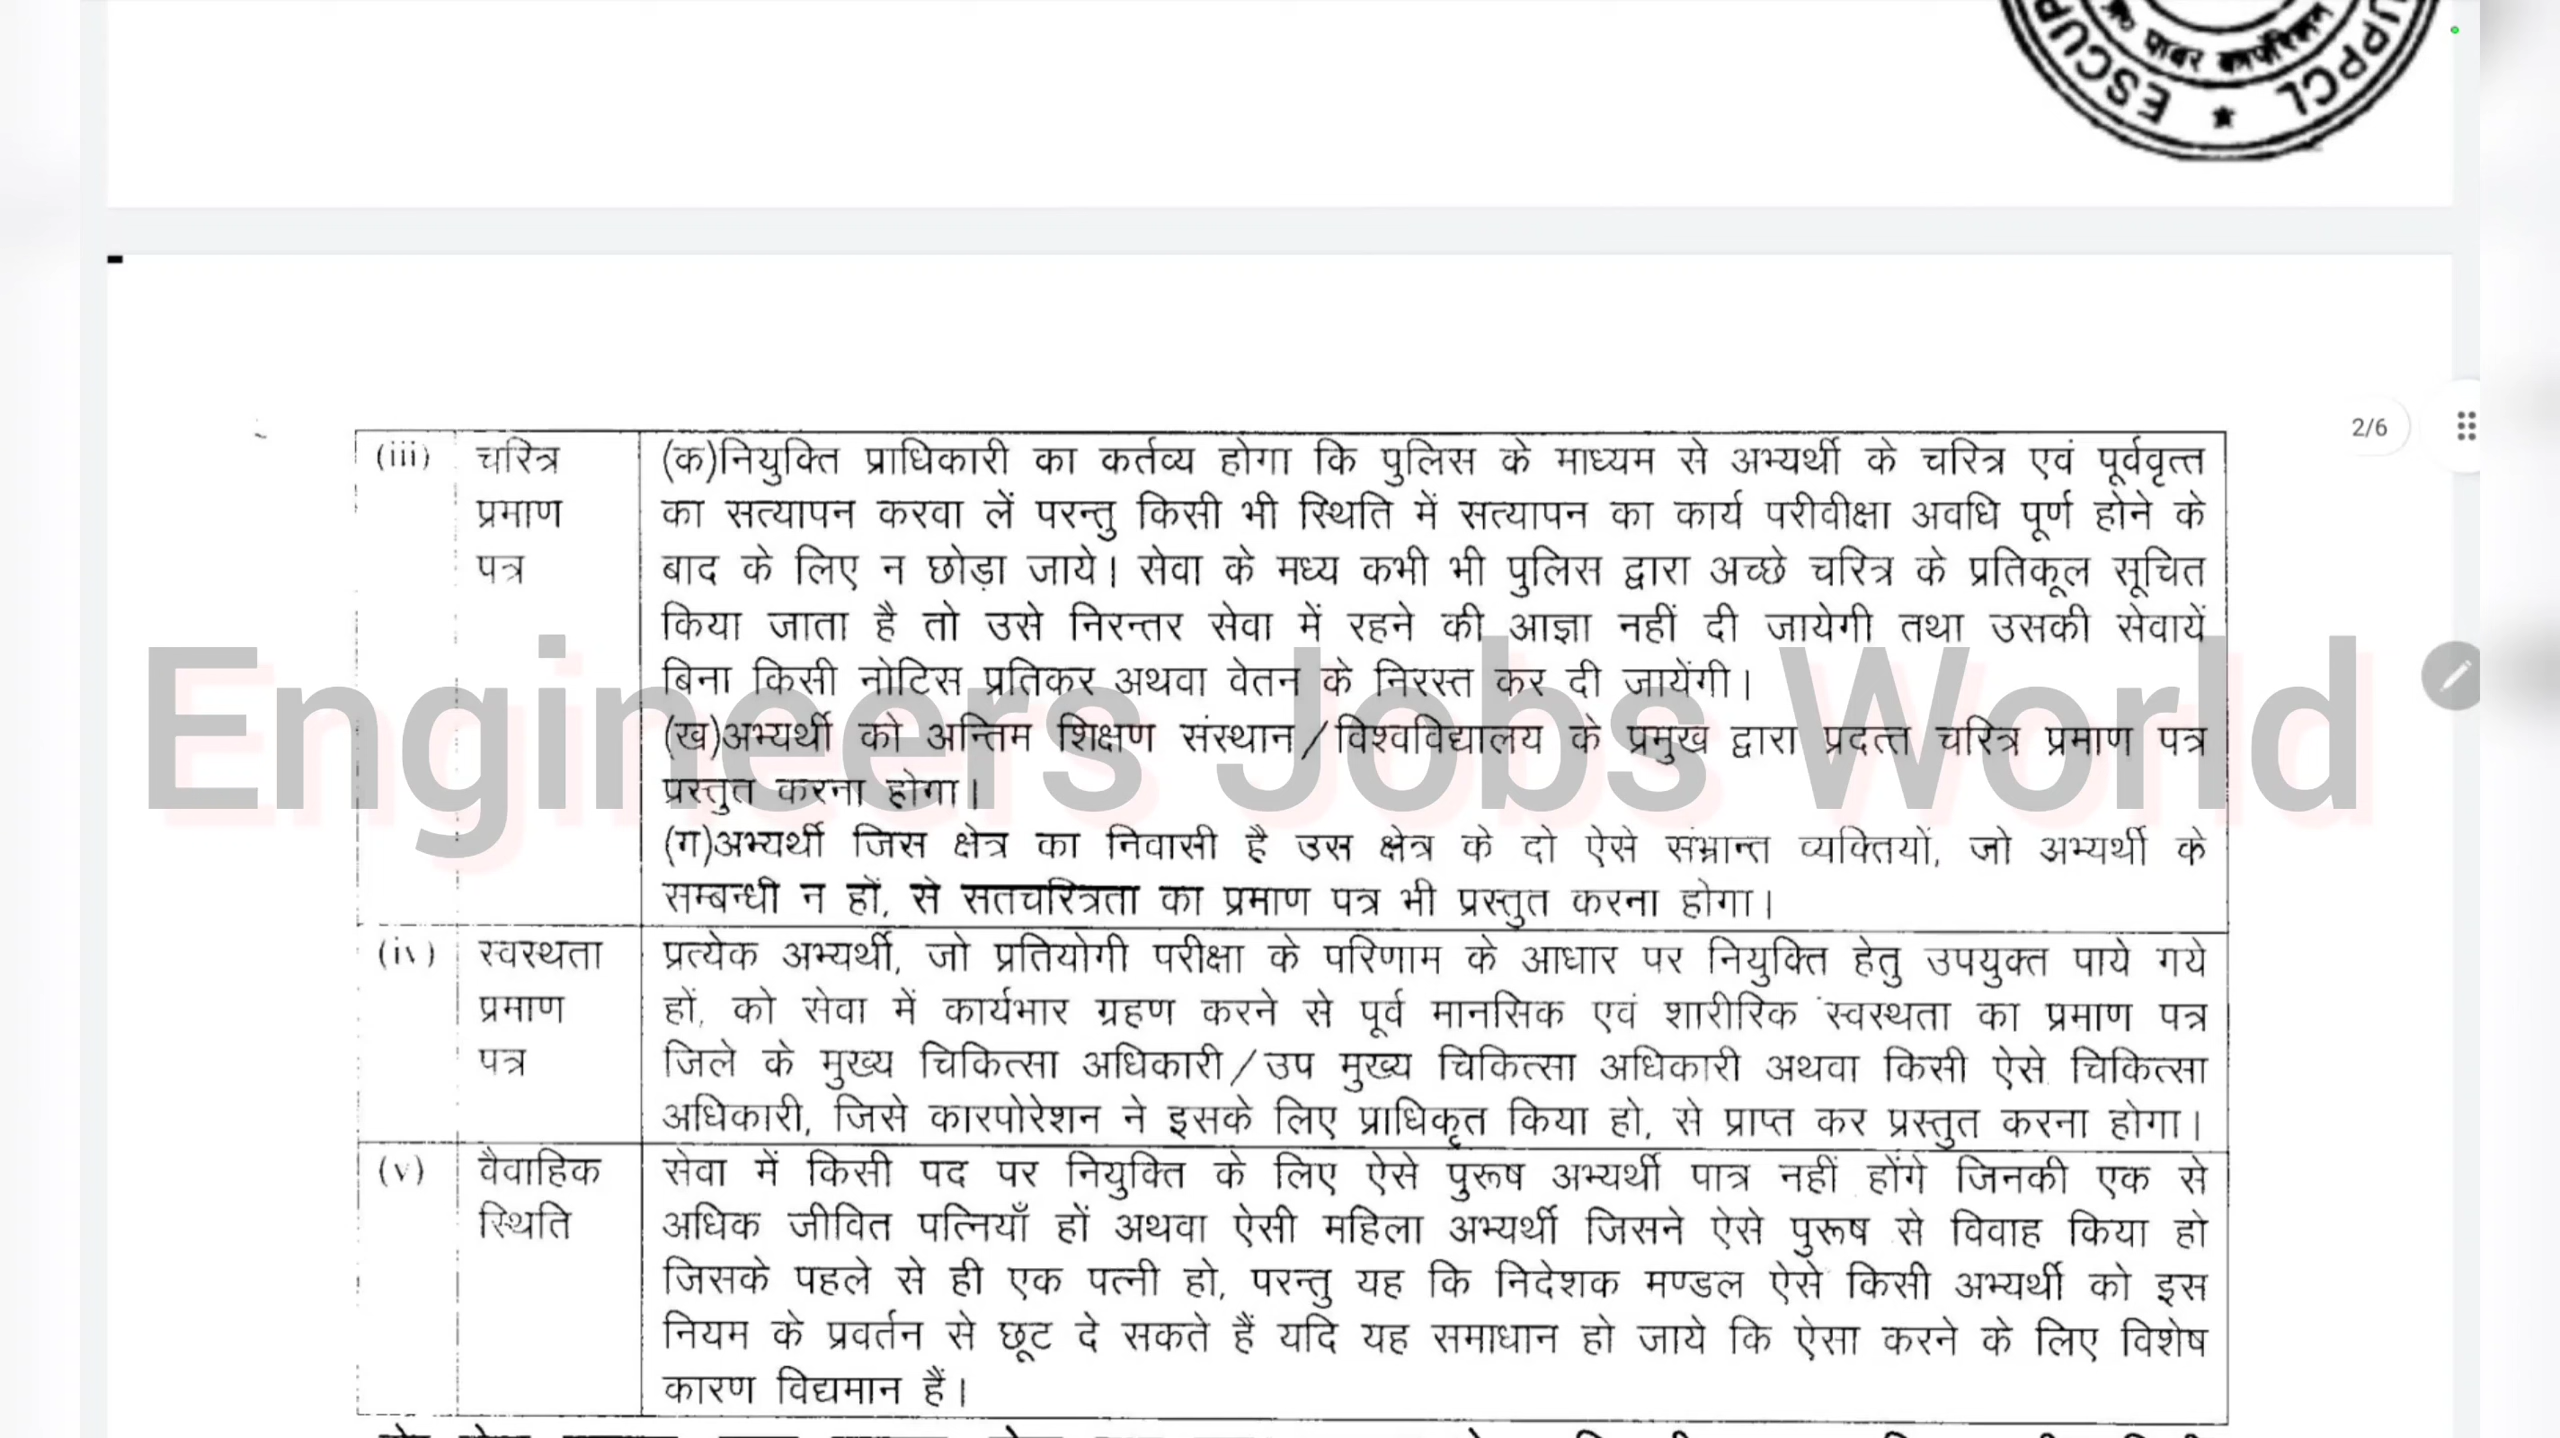 उ० पावर कार्पोरेशन
ESCUP
UPPCL
2/6
(iii) चरित्र प्रमाण पत्र
(क)नियुक्ति प्राधिकारी का कर्तव्य होगा कि पुलिस के माध्यम से अभ्यर्थी के चरित्र एवं पूर्ववृत्त
का सत्यापन करवा लें परन्तु किसी भी स्थिति में सत्यापन का कार्य परीवीक्षा अवधि पूर्ण होने के
बाद के लिए न छोड़ा जाये। सेवा के मध्य कभी भी पुलिस द्वारा अच्छे चरित्र के प्रतिकूल सूचित
किया जाता है तो उसे निरन्तर सेवा में रहने की आज्ञा नहीं दी जायेगी तथा उसकी सेवायें
बिना किसी नोटिस प्रतिकर अथवा वेतन के निरस्त कर दी जायेंगी।
(ख)अभ्यर्थी को अन्तिम शिक्षण संस्थान/विश्वविद्यालय के प्रमुख द्वारा प्रदत्त चरित्र प्रमाण पत्र
प्रस्तुत करना होगा।
(ग)अभ्यर्थी जिस क्षेत्र का निवासी है उस क्षेत्र के दो ऐसे संभ्रान्त व्यक्तियों, जो अभ्यर्थी के
सम्बन्धी न हों, से सतचरित्रता का प्रमाण पत्र भी प्रस्तुत करना होगा।
(iv) स्वस्थता प्रमाण पत्र
प्रत्येक अभ्यर्थी, जो प्रतियोगी परीक्षा के परिणाम के आधार पर नियुक्ति हेतु उपयुक्त पाये गये
हों, को सेवा में कार्यभार ग्रहण करने से पूर्व मानसिक एवं शारीरिक स्वस्थता का प्रमाण पत्र
जिले के मुख्य चिकित्सा अधिकारी/उप मुख्य चिकित्सा अधिकारी अथवा किसी ऐसे चिकित्सा
अधिकारी, जिसे कारपोरेशन ने इसके लिए प्राधिकृत किया हो, से प्राप्त कर प्रस्तुत करना होगा।
(v) वैवाहिक स्थिति
सेवा में किसी पद पर नियुक्ति के लिए ऐसे पुरूष अभ्यर्थी पात्र नहीं होंगे जिनकी एक से
अधिक जीवित पत्नियाँ हों अथवा ऐसी महिला अभ्यर्थी जिसने ऐसे पुरूष से विवाह किया हो
जिसके पहले से ही एक पत्नी हो, परन्तु यह कि निदेशक मण्डल ऐसे किसी अभ्यर्थी को इस
नियम के प्रवर्तन से छूट दे सकते हैं यदि यह समाधान हो जाये कि ऐसा करने के लिए विशेष
कारण विद्यमान हैं।
Engineers Jobs World